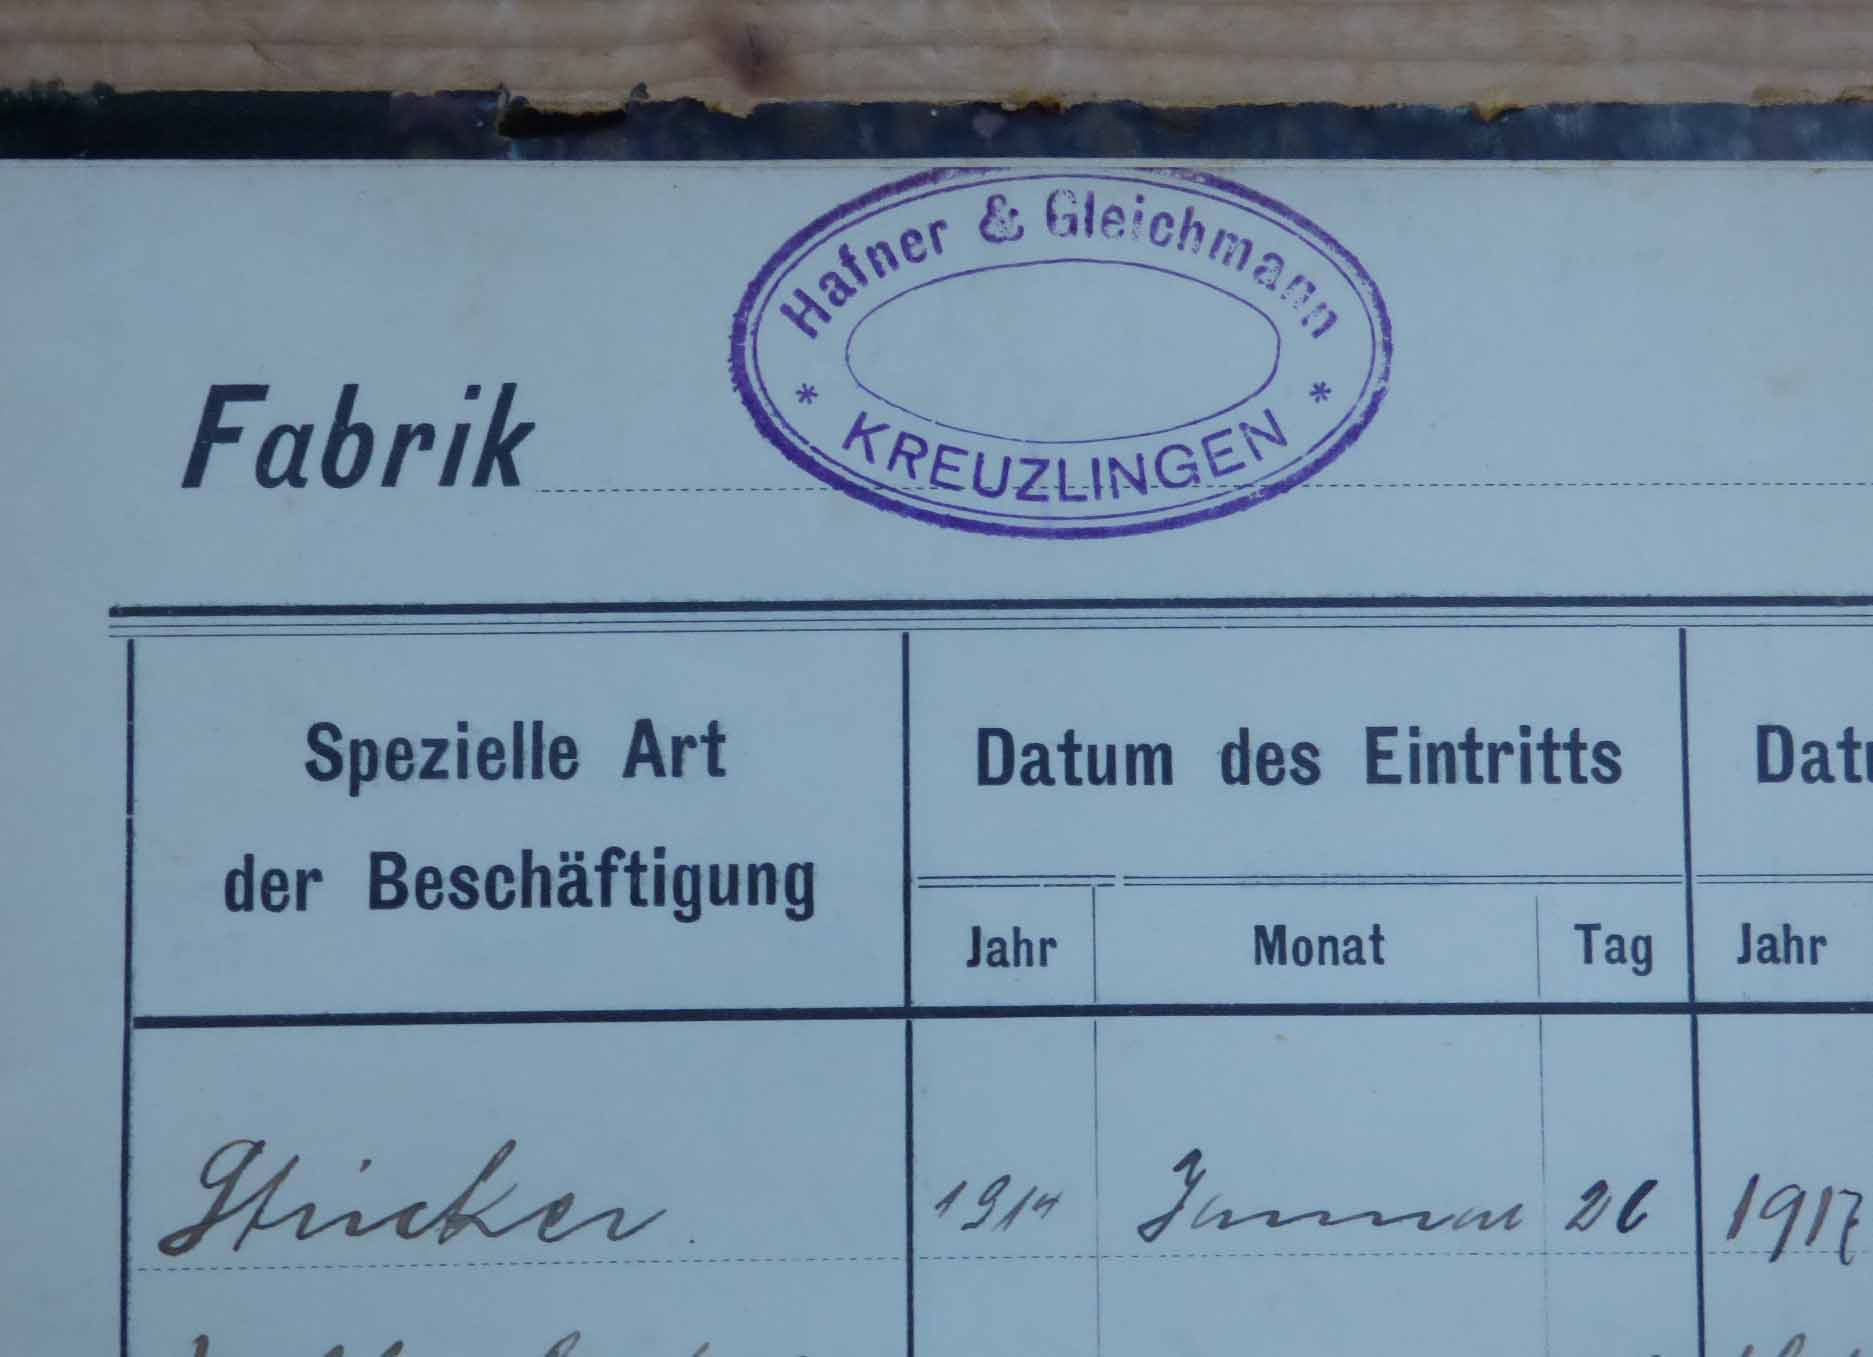 Hafner & Gleichmann
* KREUZLINGEN *
Fabrik
Spezielle Art der Beschäftigung
Datum des Eintritts
Jahr Monat Tag Jahr
Stricker 1914 Januar 26 1917